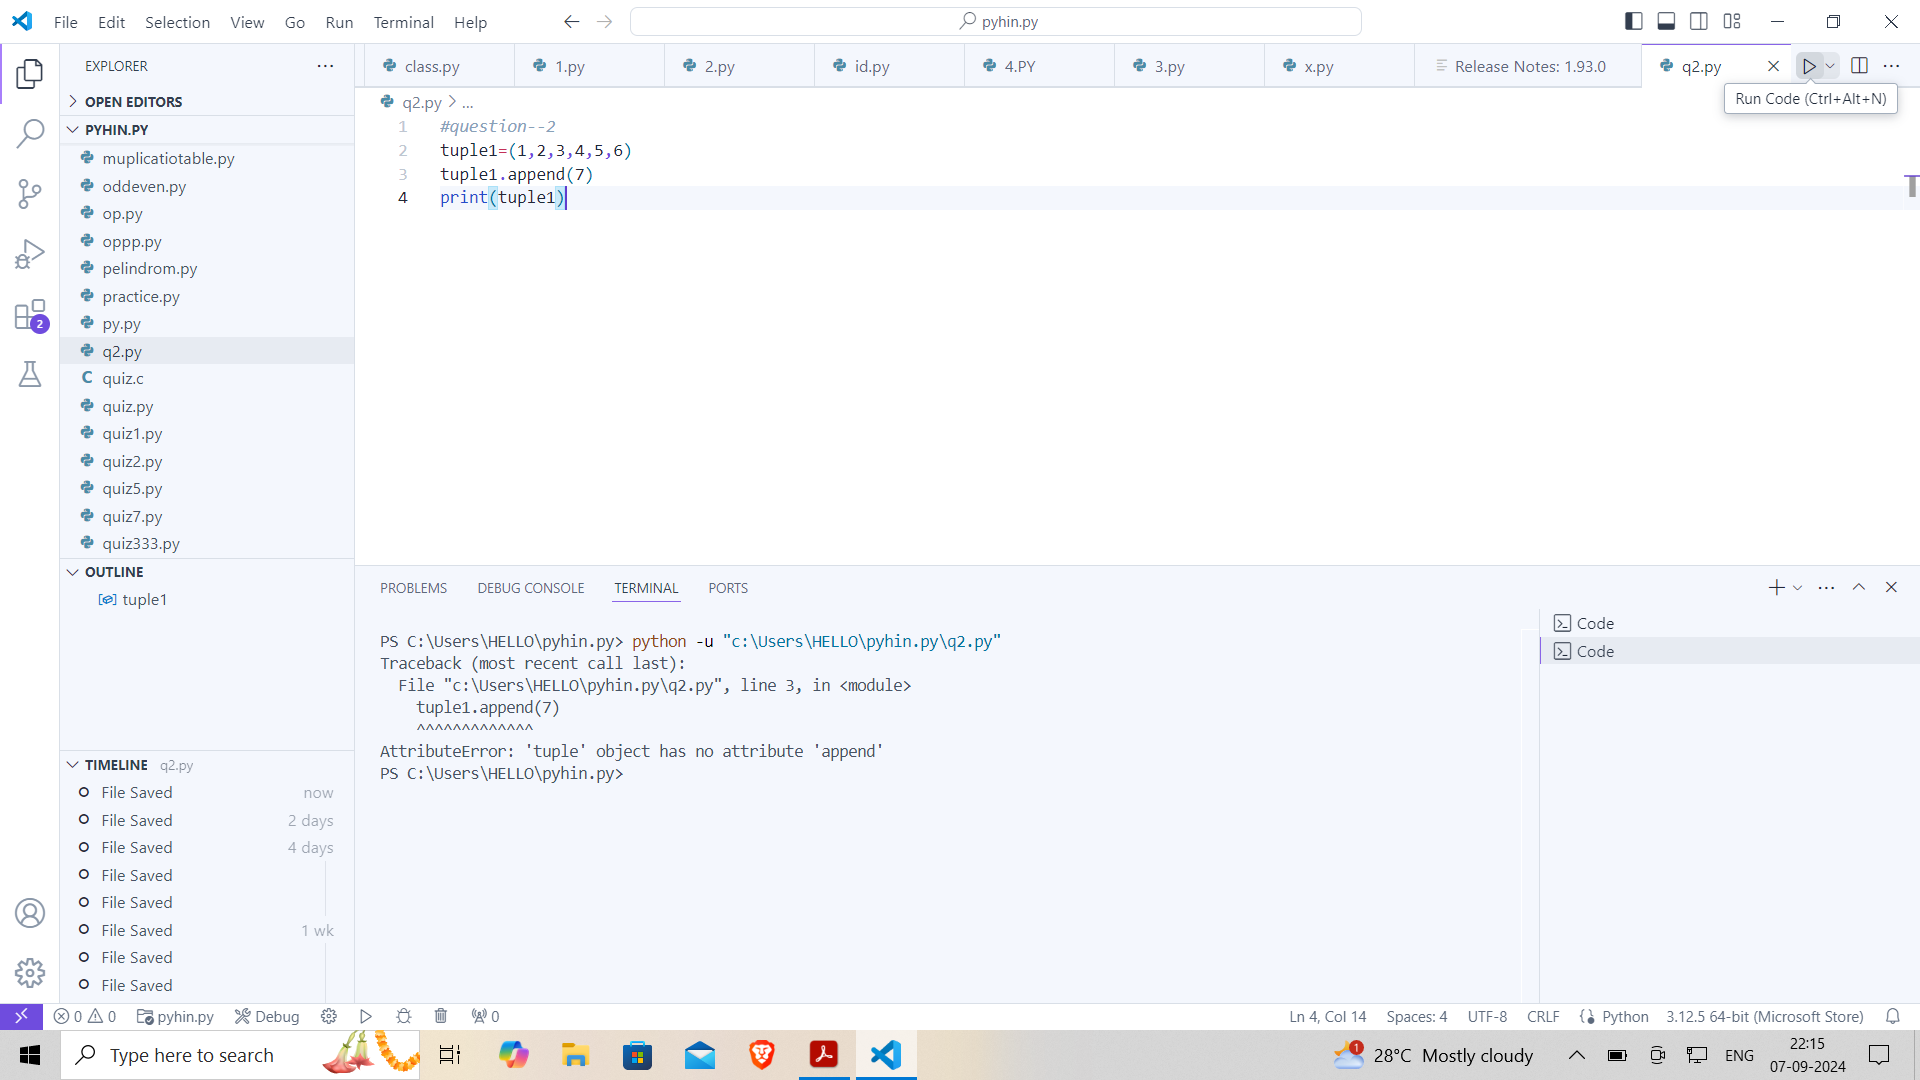 File Edit Selection View Go Run Terminal Help
pyhin.py
EXPLORER
class.py 1.py 2.py id.py 4.PY 3.py x.py Release Notes: 1.93.0 q2.py
Run Code (Ctrl+Alt+N)
OPEN EDITORS
PYHIN.PY
muplicatiotable.py
oddeven.py
op.py
oppp.py
pelindrom.py
practice.py
py.py
q2.py
C quiz.c
quiz.py
quiz1.py
quiz2.py
quiz5.py
quiz7.py
quiz333.py
2
OUTLINE
tuple1
TIMELINE q2.py
File Saved now
File Saved 2 days
File Saved 4 days
File Saved
File Saved
File Saved 1 wk
File Saved
File Saved
q2.py > ...
1 #question--2
2 tuple1=(1,2,3,4,5,6)
3 tuple1.append(7)
4 print(tuple1)
PROBLEMS DEBUG CONSOLE TERMINAL PORTS
PS C:\Users\HELLO\pyhin.py> python -u "c:\Users\HELLO\pyhin.py\q2.py"
Traceback (most recent call last):
File "c:\Users\HELLO\pyhin.py\q2.py", line 3, in <module>
tuple1.append(7)
^^^^^^^^^^^^^
AttributeError: 'tuple' object has no attribute 'append'
PS C:\Users\HELLO\pyhin.py>
Code
Code
0 0 pyhin.py Debug 0
Ln 4, Col 14 Spaces: 4 UTF-8 CRLF Python 3.12.5 64-bit (Microsoft Store)
Type here to search
1 28°C Mostly cloudy ENG
22:15
07-09-2024